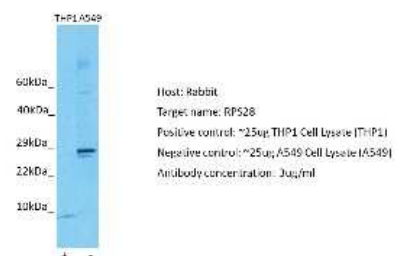 THP1 A549
60kDa_
40kDa_
29kDa_
22kDa_
10kDa_
Host: Rabbit
Target name: RPS28
Positive control: ~25ug THP1 Cell Lysate (THP1)
Negative control: ~25ug A549 Cell Lysate (A549)
Antibody concentration: 3ug/ml
+ -